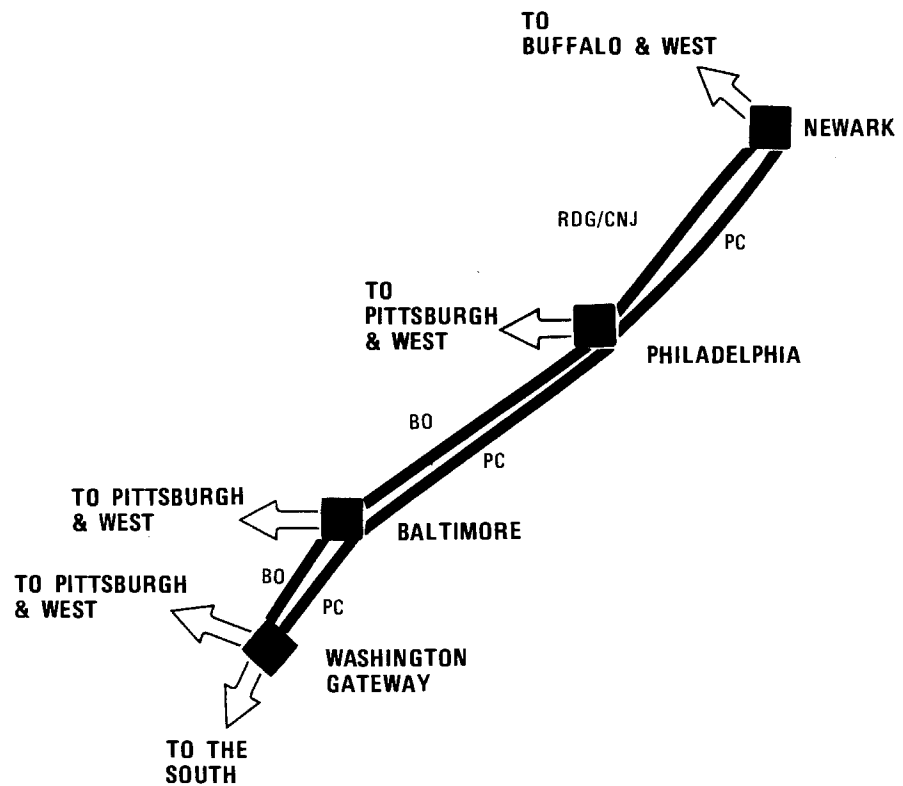 TO
BUFFALO & WEST
NEWARK
RDG/CNJ
PC
TO
PITTSBURGH
& WEST
PHILADELPHIA
BO
PC
TO PITTSBURGH
& WEST
BALTIMORE
TO PITTSBURGH
& WEST
BO
PC
WASHINGTON
GATEWAY
TO THE
SOUTH